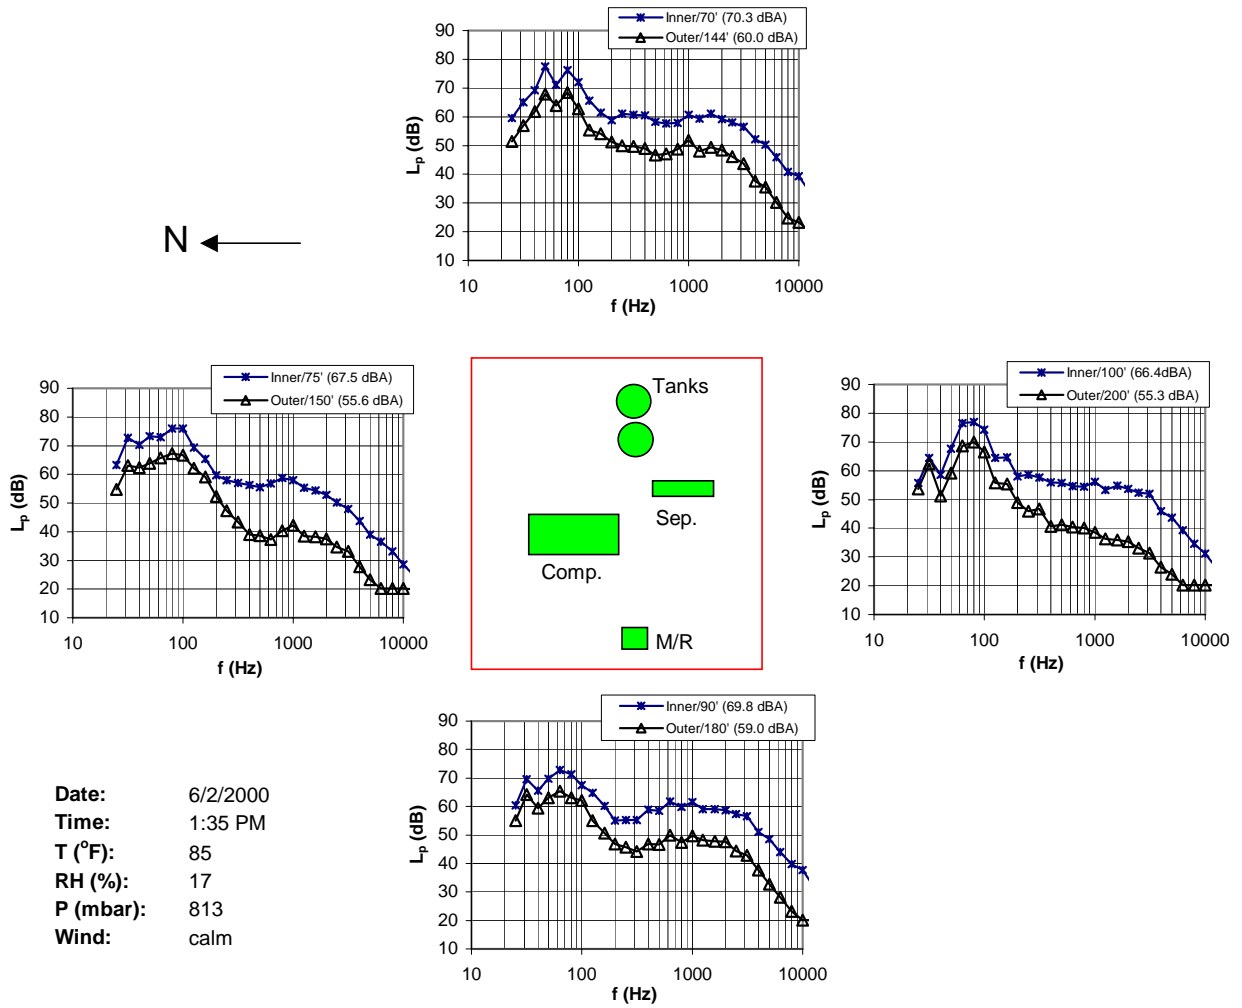 Inner/70' (70.3 dBA)
Outer/144' (60.0 dBA)
90
80
70
60
50
40
30
20
10
Lp (dB)
10 100 1000 10000
f (Hz)
N
Inner/75' (67.5 dBA)
Outer/150' (55.6 dBA)
90
80
70
60
50
40
30
20
10
Lp (dB)
10 100 1000 10000
f (Hz)
Tanks
Sep.
Comp.
M/R
Inner/100' (66.4dBA)
Outer/200' (55.3 dBA)
90
80
70
60
50
40
30
20
10
Lp (dB)
10 100 1000 10000
f (Hz)
Inner/90' (69.8 dBA)
Outer/180' (59.0 dBA)
90
80
70
60
50
40
30
20
10
Lp (dB)
10 100 1000 10000
f (Hz)
Date: 6/2/2000
Time: 1:35 PM
T (°F): 85
RH (%): 17
P (mbar): 813
Wind: calm